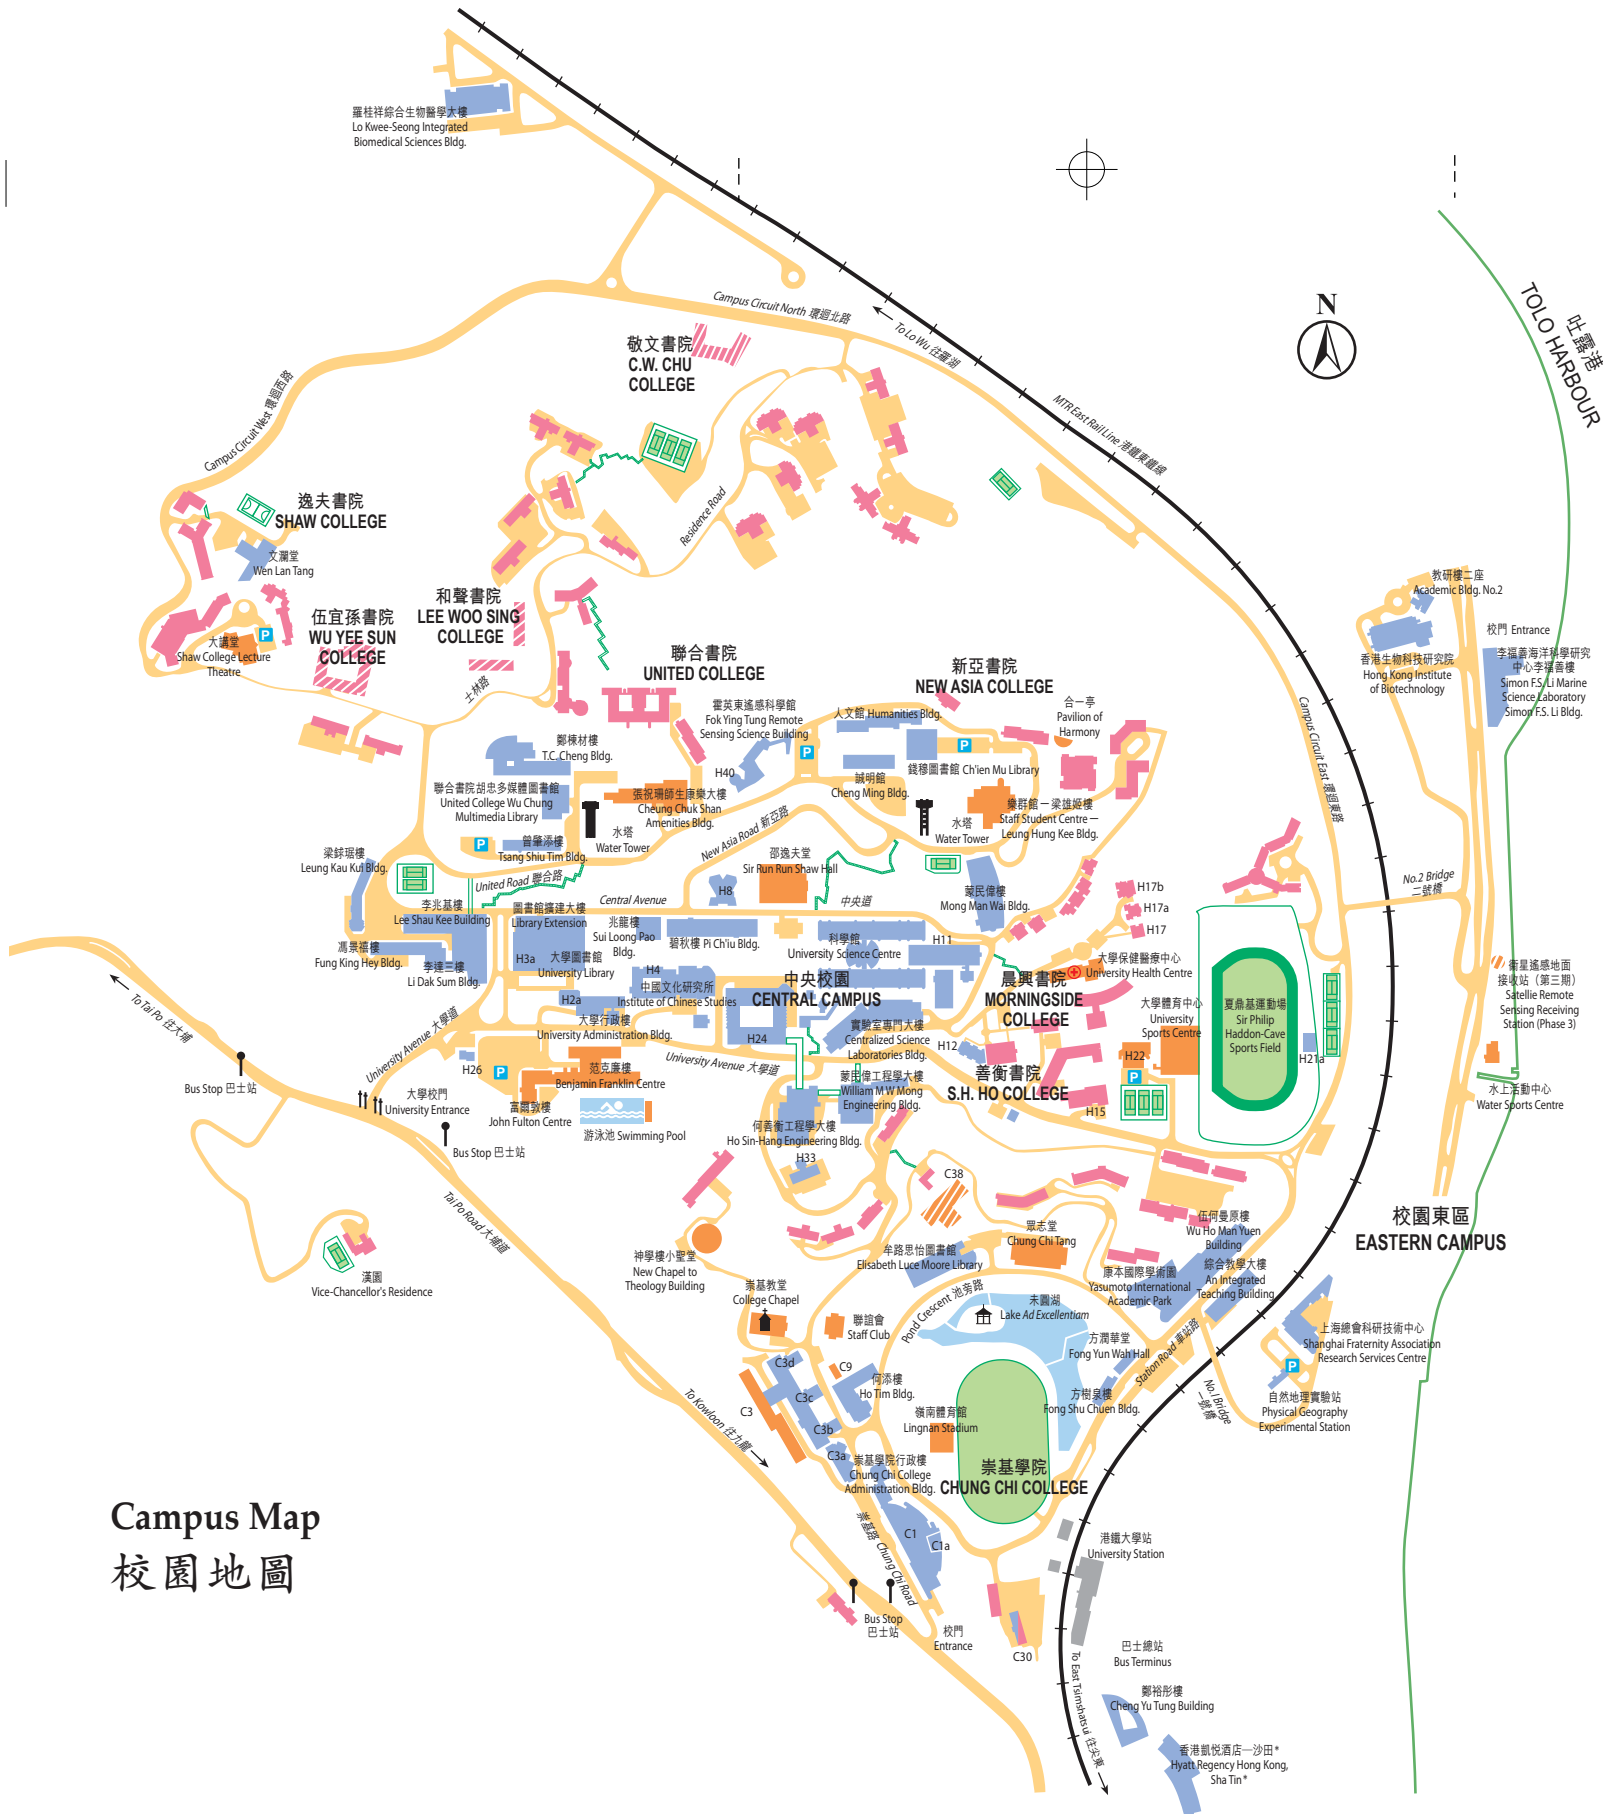 羅桂祥綜合生物醫學大樓
Lo Kwee-Seong Integrated
Biomedical Sciences Bldg.
N
吐露港
TOLO HARBOUR
Campus Circuit North 環迴北路
To Lo Wu 往羅湖
敬文書院
C.W. CHU
COLLEGE
MTR East Rail Line 港鐵東鐵線
Campus Circuit West 環迴西路
Residence Road
逸夫書院
SHAW COLLEGE
文瀾堂
Wen Lan Tang
伍宜孫書院
WU YEE SUN
COLLEGE
和聲書院
LEE WOO SING
COLLEGE
大講堂
Shaw College Lecture
Theatre
P
士林路
聯合書院
UNITED COLLEGE
新亞書院
NEW ASIA COLLEGE
教研樓二座
Academic Bldg. No.2
校門 Entrance
香港生物科技研究院
Hong Kong Institute
of Biotechnology
李福善海洋科學研究
中心李福善樓
Simon F.S. Li Marine
Science Laboratory
Simon F.S. Li Bldg.
霍英東遙感科學館
Fok Ying Tung Remote
Sensing Science Building
人文館 Humanities Bldg.
合一亭
Pavilion of
Harmony
Campus Circuit East 環迴東路
鄭棟材樓
T.C. Cheng Bldg.
H40
P
P
錢穆圖書館 Ch'ien Mu Library
誠明館
Cheng Ming Bldg.
聯合書院胡忠多媒體圖書館
United College Wu Chung
Multimedia Library
張祝珊師生康樂大樓
Cheung Chuk Shan
Amenities Bldg.
樂群館－梁雄姬樓
Staff Student Centre －
Leung Hung Kee Bldg.
水塔
Water Tower
水塔
Water Tower
P
曾肇添樓
Tsang Shiu Tim Bldg.
New Asia Road 新亞路
梁銶琚樓
Leung Kau Kui Bldg.
United Road 聯合路
邵逸夫堂
Sir Run Run Shaw Hall
H8
Central Avenue
中央道
蒙民偉樓
Mong Man Wai Bldg.
H17b
H17a
H17
No.2 Bridge
二號橋
李兆基樓
Lee Shau Kee Building
圖書館擴建大樓
Library Extension
兆龍樓
Sui Loong Pao
Bldg.
碧秋樓 Pi Ch'iu Bldg.
科學館
University Science Centre
H11
馮景禧樓
Fung King Hey Bldg.
李達三樓
Li Dak Sum Bldg.
H3a
大學圖書館
University Library
H4
中國文化研究所
Institute of Chinese Studies
中央校園
CENTRAL CAMPUS
大學保健醫療中心
University Health Centre
晨興書院
MORNINGSIDE
COLLEGE
大學體育中心
University
Sports Centre
夏鼎基運動場
Sir Philip
Haddon-Cave
Sports Field
衞星遙感地面
接收站（第三期）
Satellie Remote
Sensing Receiving
Station (Phase 3)
To Tai Po 往大埔
H2a
大學行政樓
University Administration Bldg.
H24
實驗室專門大樓
Centralized Science
Laboratories Bldg.
H12
H22
H21a
University Avenue 大學道
University Avenue 大學道
Bus Stop 巴士站
H26
P
范克廉樓
Benjamin Franklin Centre
蒙民偉工程學大樓
William M W Mong
Engineering Bldg.
善衡書院
S.H. HO COLLEGE
P
H15
水上活動中心
Water Sports Centre
大學校門
University Entrance
富爾敦樓
John Fulton Centre
游泳池 Swimming Pool
何善衡工程學大樓
Ho Sin-Hang Engineering Bldg.
Bus Stop 巴士站
H33
C38
Tai Po Road 大埔道
漢園
Vice-Chancellor's Residence
神學樓小聖堂
New Chapel to
Theology Building
眾志堂
Chung Chi Tang
伍何曼原樓
Wu Ho Man Yuen
Building
校園東區
EASTERN CAMPUS
牟路思怡圖書館
Elisabeth Luce Moore Library
康本國際學術園
Yasumoto International
Academic Park
綜合教學大樓
An Integrated
Teaching Building
崇基教堂
College Chapel
聯誼會
Staff Club
Pond Crescent 池旁路
未圓湖
Lake Ad Excellentiam
方潤華堂
Fong Yun Wah Hall
Station Road 車站路
上海總會科研技術中心
Shanghai Fraternity Association
Research Services Centre
P
C3d
C9
何添樓
Ho Tim Bldg.
方樹泉樓
Fong Shu Chuen Bldg.
No.1 Bridge
一號橋
自然地理實驗站
Physical Geography
Experimental Station
C3
C3c
C3b
C3a
嶺南體育館
Lingnan Stadium
To Kowloon 往九龍
崇基學院行政樓
Chung Chi College
Administration Bldg.
崇基學院
CHUNG CHI COLLEGE
Campus Map
校園地圖
崇基路 Chung Chi Road
C1
C1a
港鐵大學站
University Station
Bus Stop
巴士站
校門
Entrance
C30
To East Tsimshatsui 往尖東
巴士總站
Bus Terminus
鄭裕彤樓
Cheng Yu Tung Building
香港凱悅酒店—沙田*
Hyatt Regency Hong Kong,
Sha Tin*